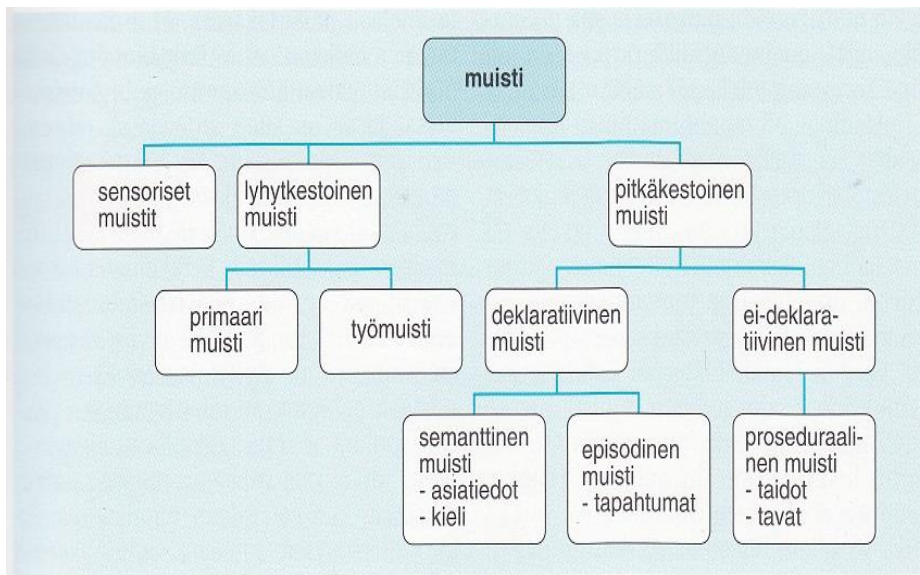 muisti
sensoriset
muistit
lyhytkestoinen
muisti
pitkäkestoinen
muisti
primaari
muisti
työmuisti
deklaratiivinen
muisti
ei-deklara-
tiivinen muisti
semanttinen
muisti
- asiatiedot
- kieli
episodinen
muisti
- tapahtumat
proseduraali-
nen muisti
- taidot
- tavat